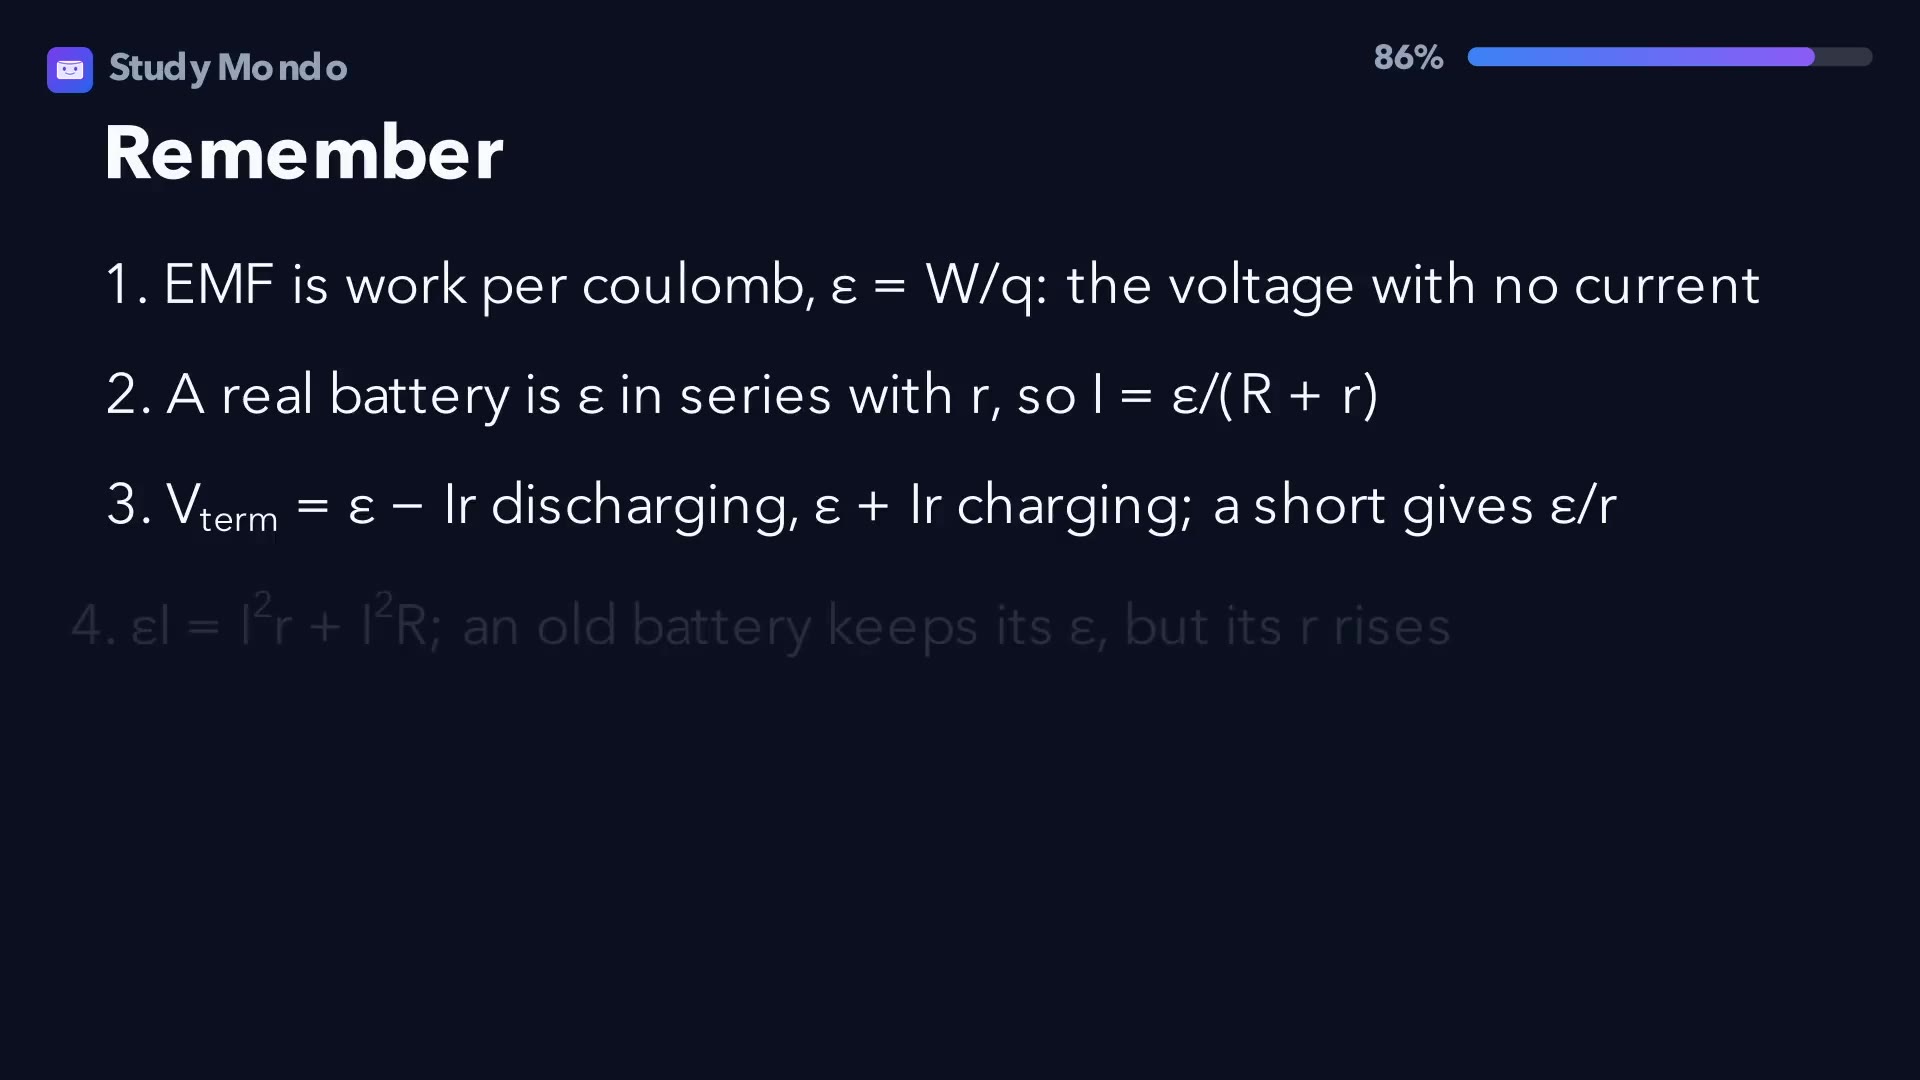 Study Mondo
86%
Remember
1. EMF is work per coulomb, ε = W/q: the voltage with no current
2. A real battery is ε in series with r, so I = ε/(R + r)
3. Vterm = ε − Ir discharging, ε + Ir charging; a short gives ε/r
4. εI = I²r + I²R; an old battery keeps its ε, but its r rises